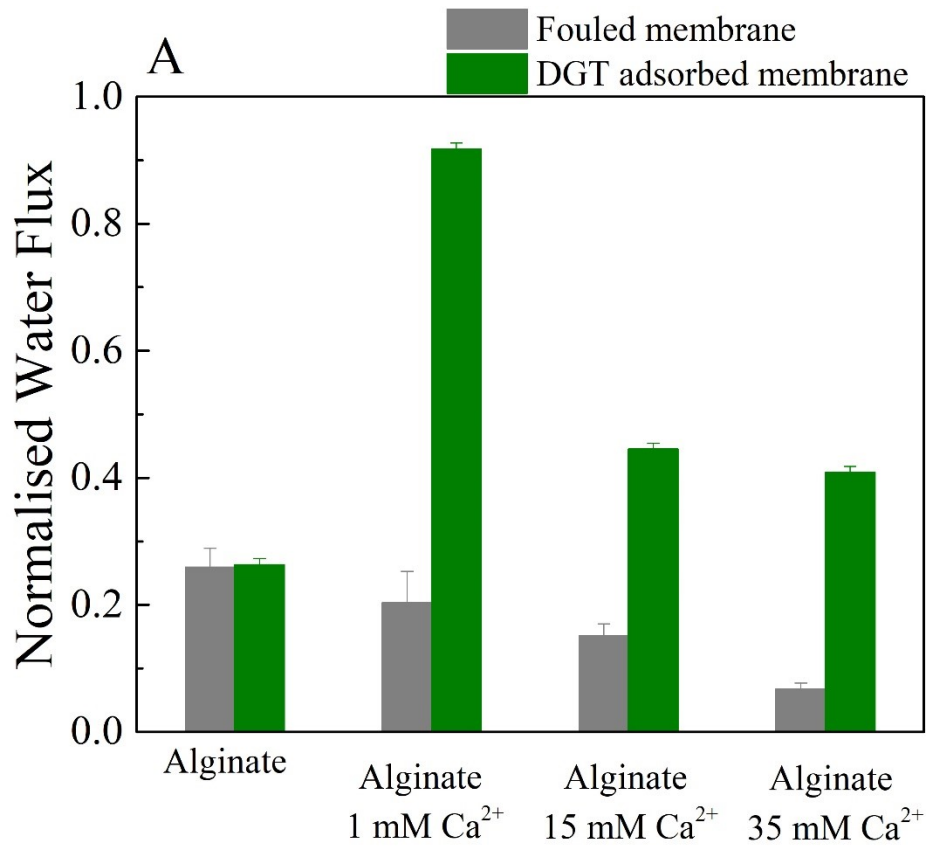 A
Fouled membrane
DGT adsorbed membrane
Normalised Water Flux
1.0
0.8
0.6
0.4
0.2
0.0
Alginate
Alginate
1 mM Ca²⁺
Alginate
15 mM Ca²⁺
Alginate
35 mM Ca²⁺